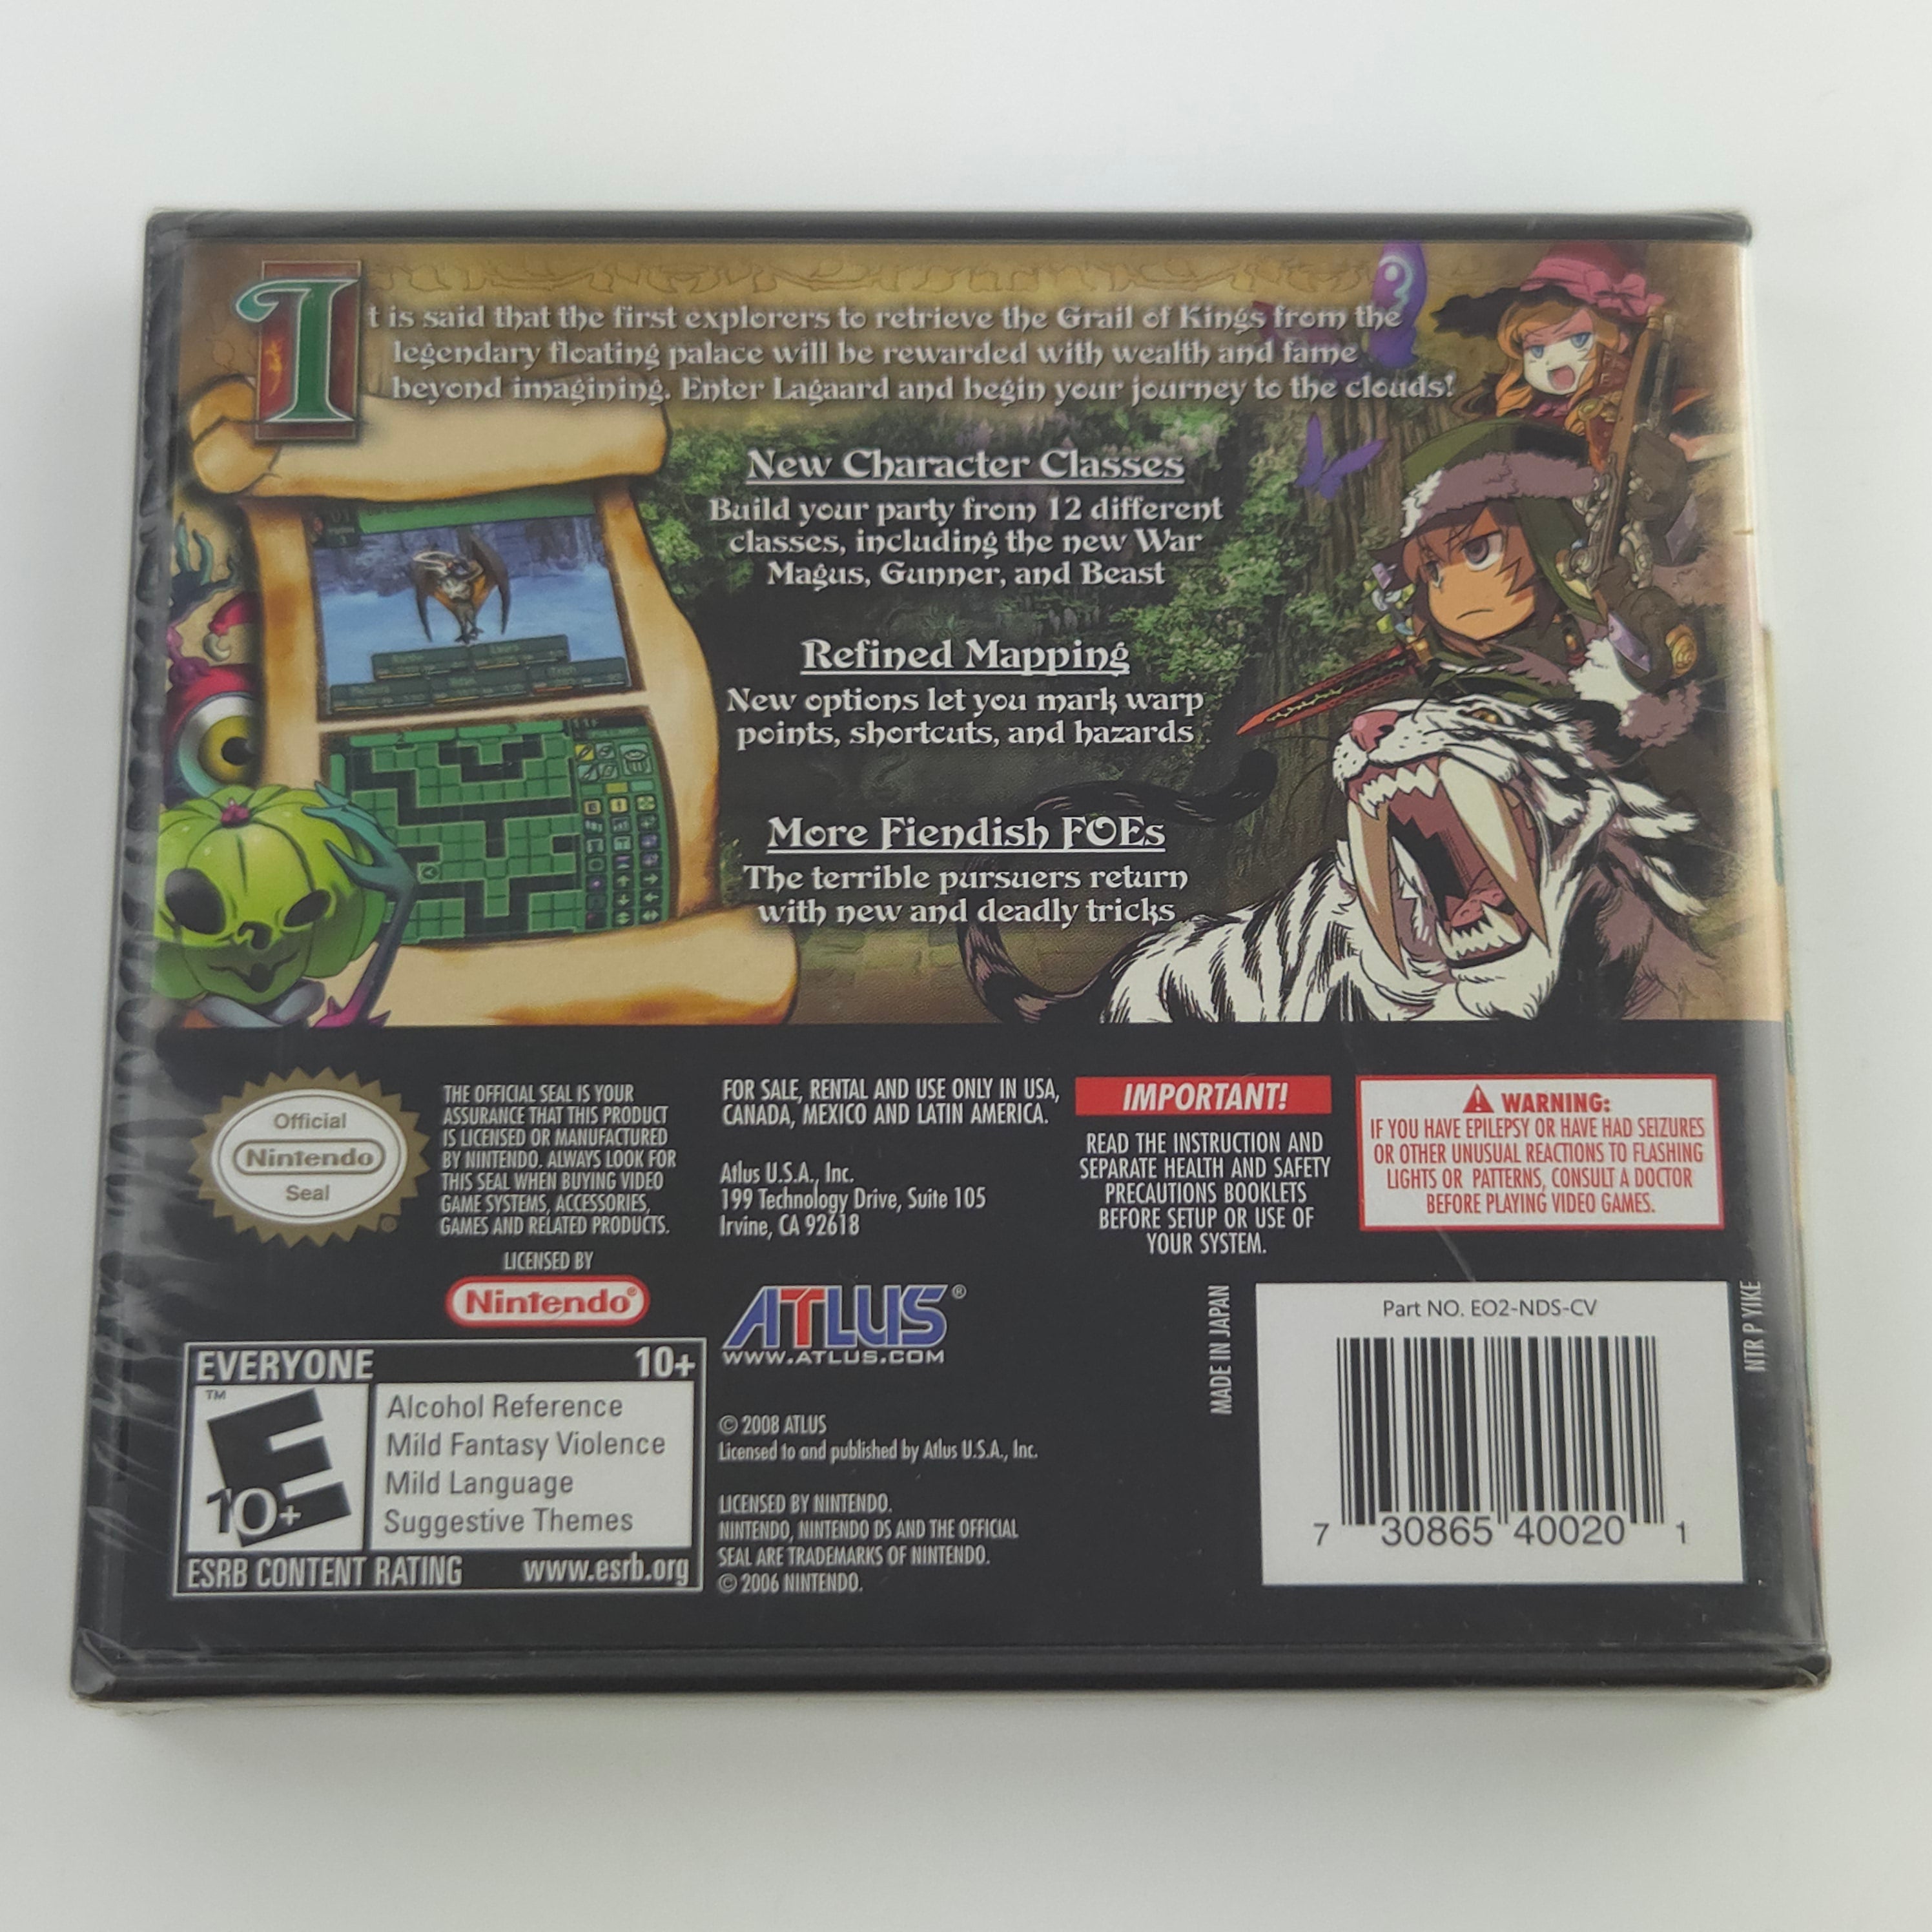 It is said that the first explorers to retrieve the Grail of Kings from the
legendary floating palace will be rewarded with wealth and fame
beyond imagining. Enter Lagaard and begin your journey to the clouds!
New Character Classes
Build your party from 12 different
classes, including the new War
Magus, Gunner, and Beast
Refined Mapping
New options let you mark warp
points, shortcuts, and hazards
More Fiendish FOEs
The terrible pursuers return
with new and deadly tricks
Official
Nintendo
Seal
®
THE OFFICIAL SEAL IS YOUR
ASSURANCE THAT THIS PRODUCT
IS LICENSED OR MANUFACTURED
BY NINTENDO. ALWAYS LOOK FOR
THIS SEAL WHEN BUYING VIDEO
GAME SYSTEMS, ACCESSORIES,
GAMES AND RELATED PRODUCTS.
LICENSED BY
Nintendo®
FOR SALE, RENTAL AND USE ONLY IN USA,
CANADA, MEXICO AND LATIN AMERICA.
Atlus U.S.A., Inc.
199 Technology Drive, Suite 105
Irvine, CA 92618
ATLUS®
WWW.ATLUS.COM
IMPORTANT!
READ THE INSTRUCTION AND
SEPARATE HEALTH AND SAFETY
PRECAUTIONS BOOKLETS
BEFORE SETUP OR USE OF
YOUR SYSTEM.
WARNING:
IF YOU HAVE EPILEPSY OR HAVE HAD SEIZURES
OR OTHER UNUSUAL REACTIONS TO FLASHING
LIGHTS OR PATTERNS, CONSULT A DOCTOR
BEFORE PLAYING VIDEO GAMES.
EVERYONE 10+
™
E
10+
Alcohol Reference
Mild Fantasy Violence
Mild Language
Suggestive Themes
ESRB CONTENT RATING www.esrb.org
© 2008 ATLUS
Licensed to and published by Atlus U.S.A., Inc.
LICENSED BY NINTENDO.
NINTENDO, NINTENDO DS AND THE OFFICIAL
SEAL ARE TRADEMARKS OF NINTENDO.
© 2006 NINTENDO.
MADE IN JAPAN
Part NO. EO2-NDS-CV
7 30865 40020 1
NTR P YIKE